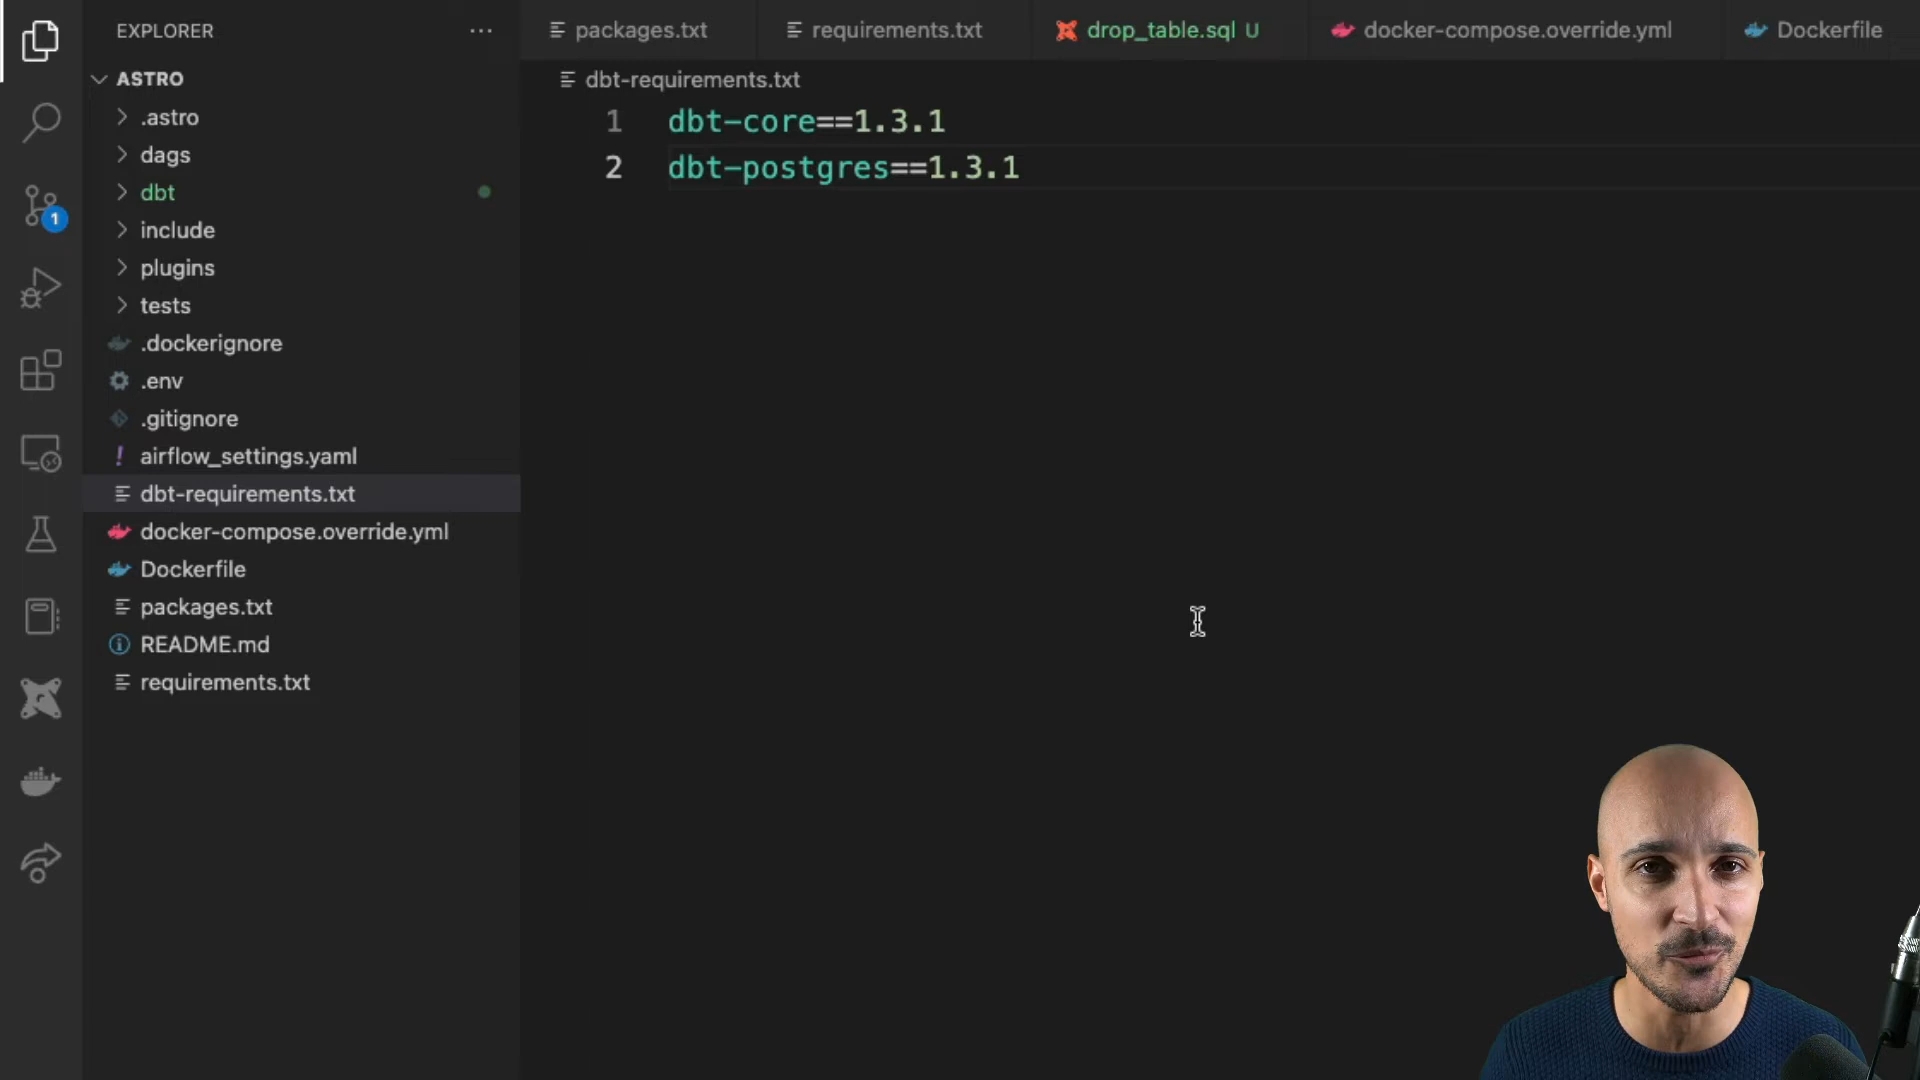 EXPLORER
packages.txt
requirements.txt
drop_table.sql U
docker-compose.override.yml
Dockerfile
ASTRO
.astro
dags
dbt
include
plugins
tests
.dockerignore
.env
.gitignore
airflow_settings.yaml
dbt-requirements.txt
docker-compose.override.yml
Dockerfile
packages.txt
README.md
requirements.txt
1
dbt-requirements.txt
1 dbt-core==1.3.1
2 dbt-postgres==1.3.1